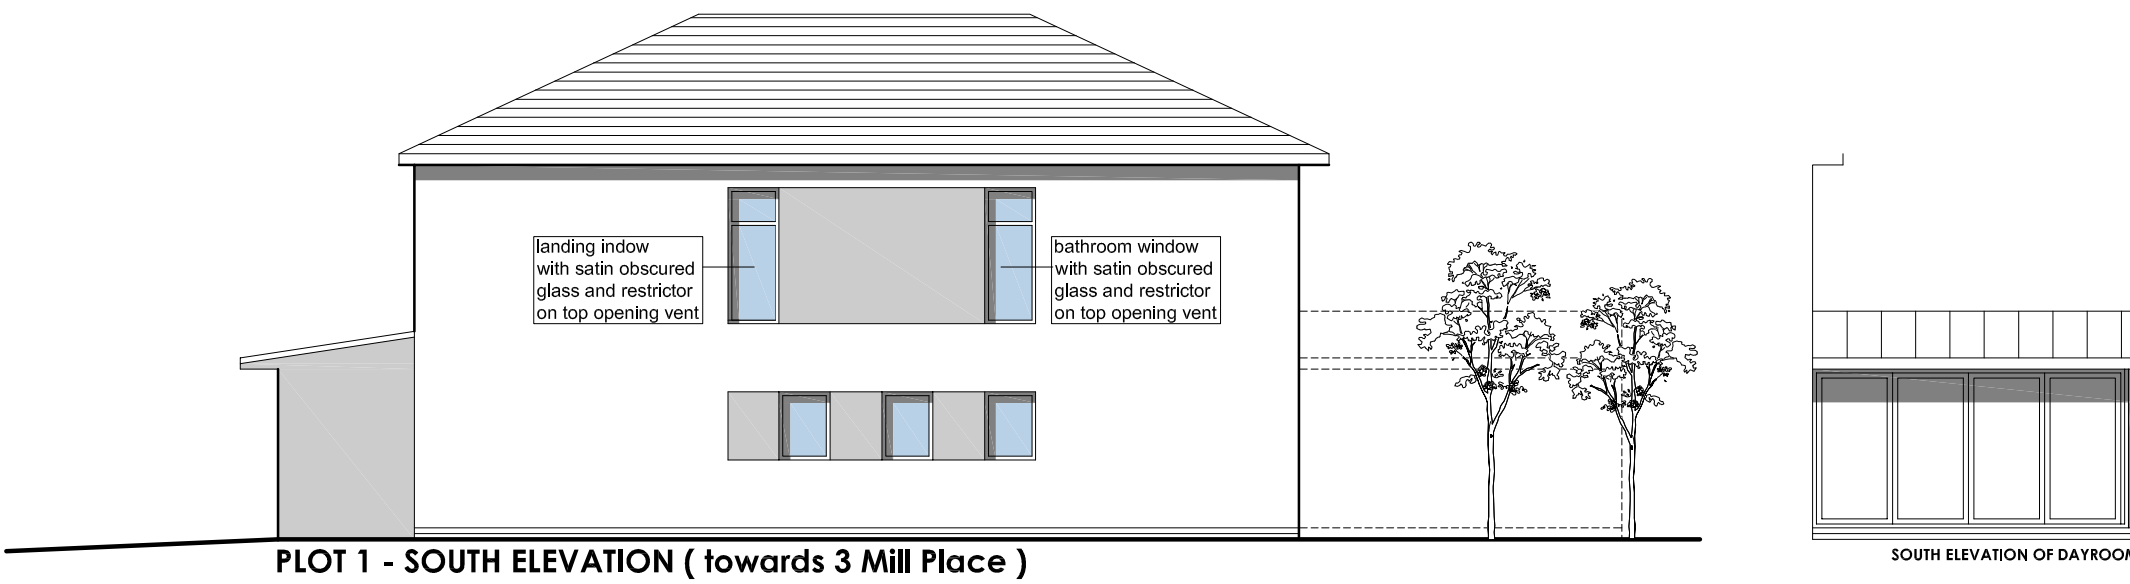 landing indow
with satin obscured
glass and restrictor
on top opening vent
bathroom window
with satin obscured
glass and restrictor
on top opening vent
PLOT 1 - SOUTH ELEVATION ( towards 3 Mill Place )
SOUTH ELEVATION OF DAYROOM